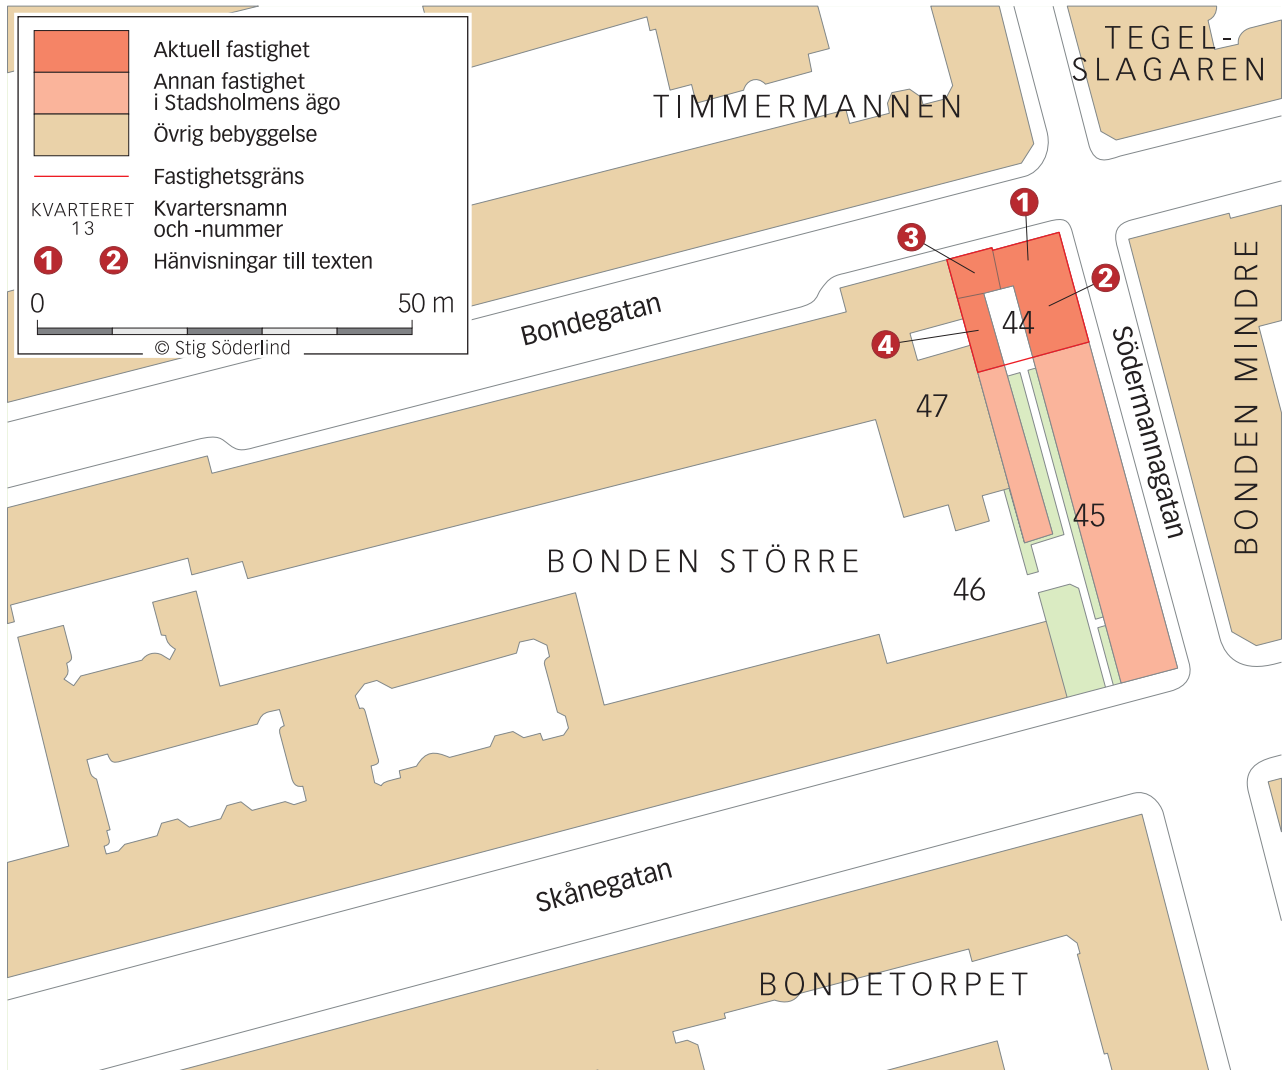 Aktuell fastighet
Annan fastighet
i Stadsholmens ägo
Övrig bebyggelse
Fastighetsgräns
KVARTERET
13
Kvartersnamn
och -nummer
1 2 Hänvisningar till texten
0 50 m
© Stig Söderlind
TEGEL-
SLAGAREN
TIMMERMANNEN
1
3
2
4
44
Bondegatan
Södermannagatan
BONDEN MINDRE
47
45
BONDEN STÖRRE
46
Skånegatan
BONDETORPET